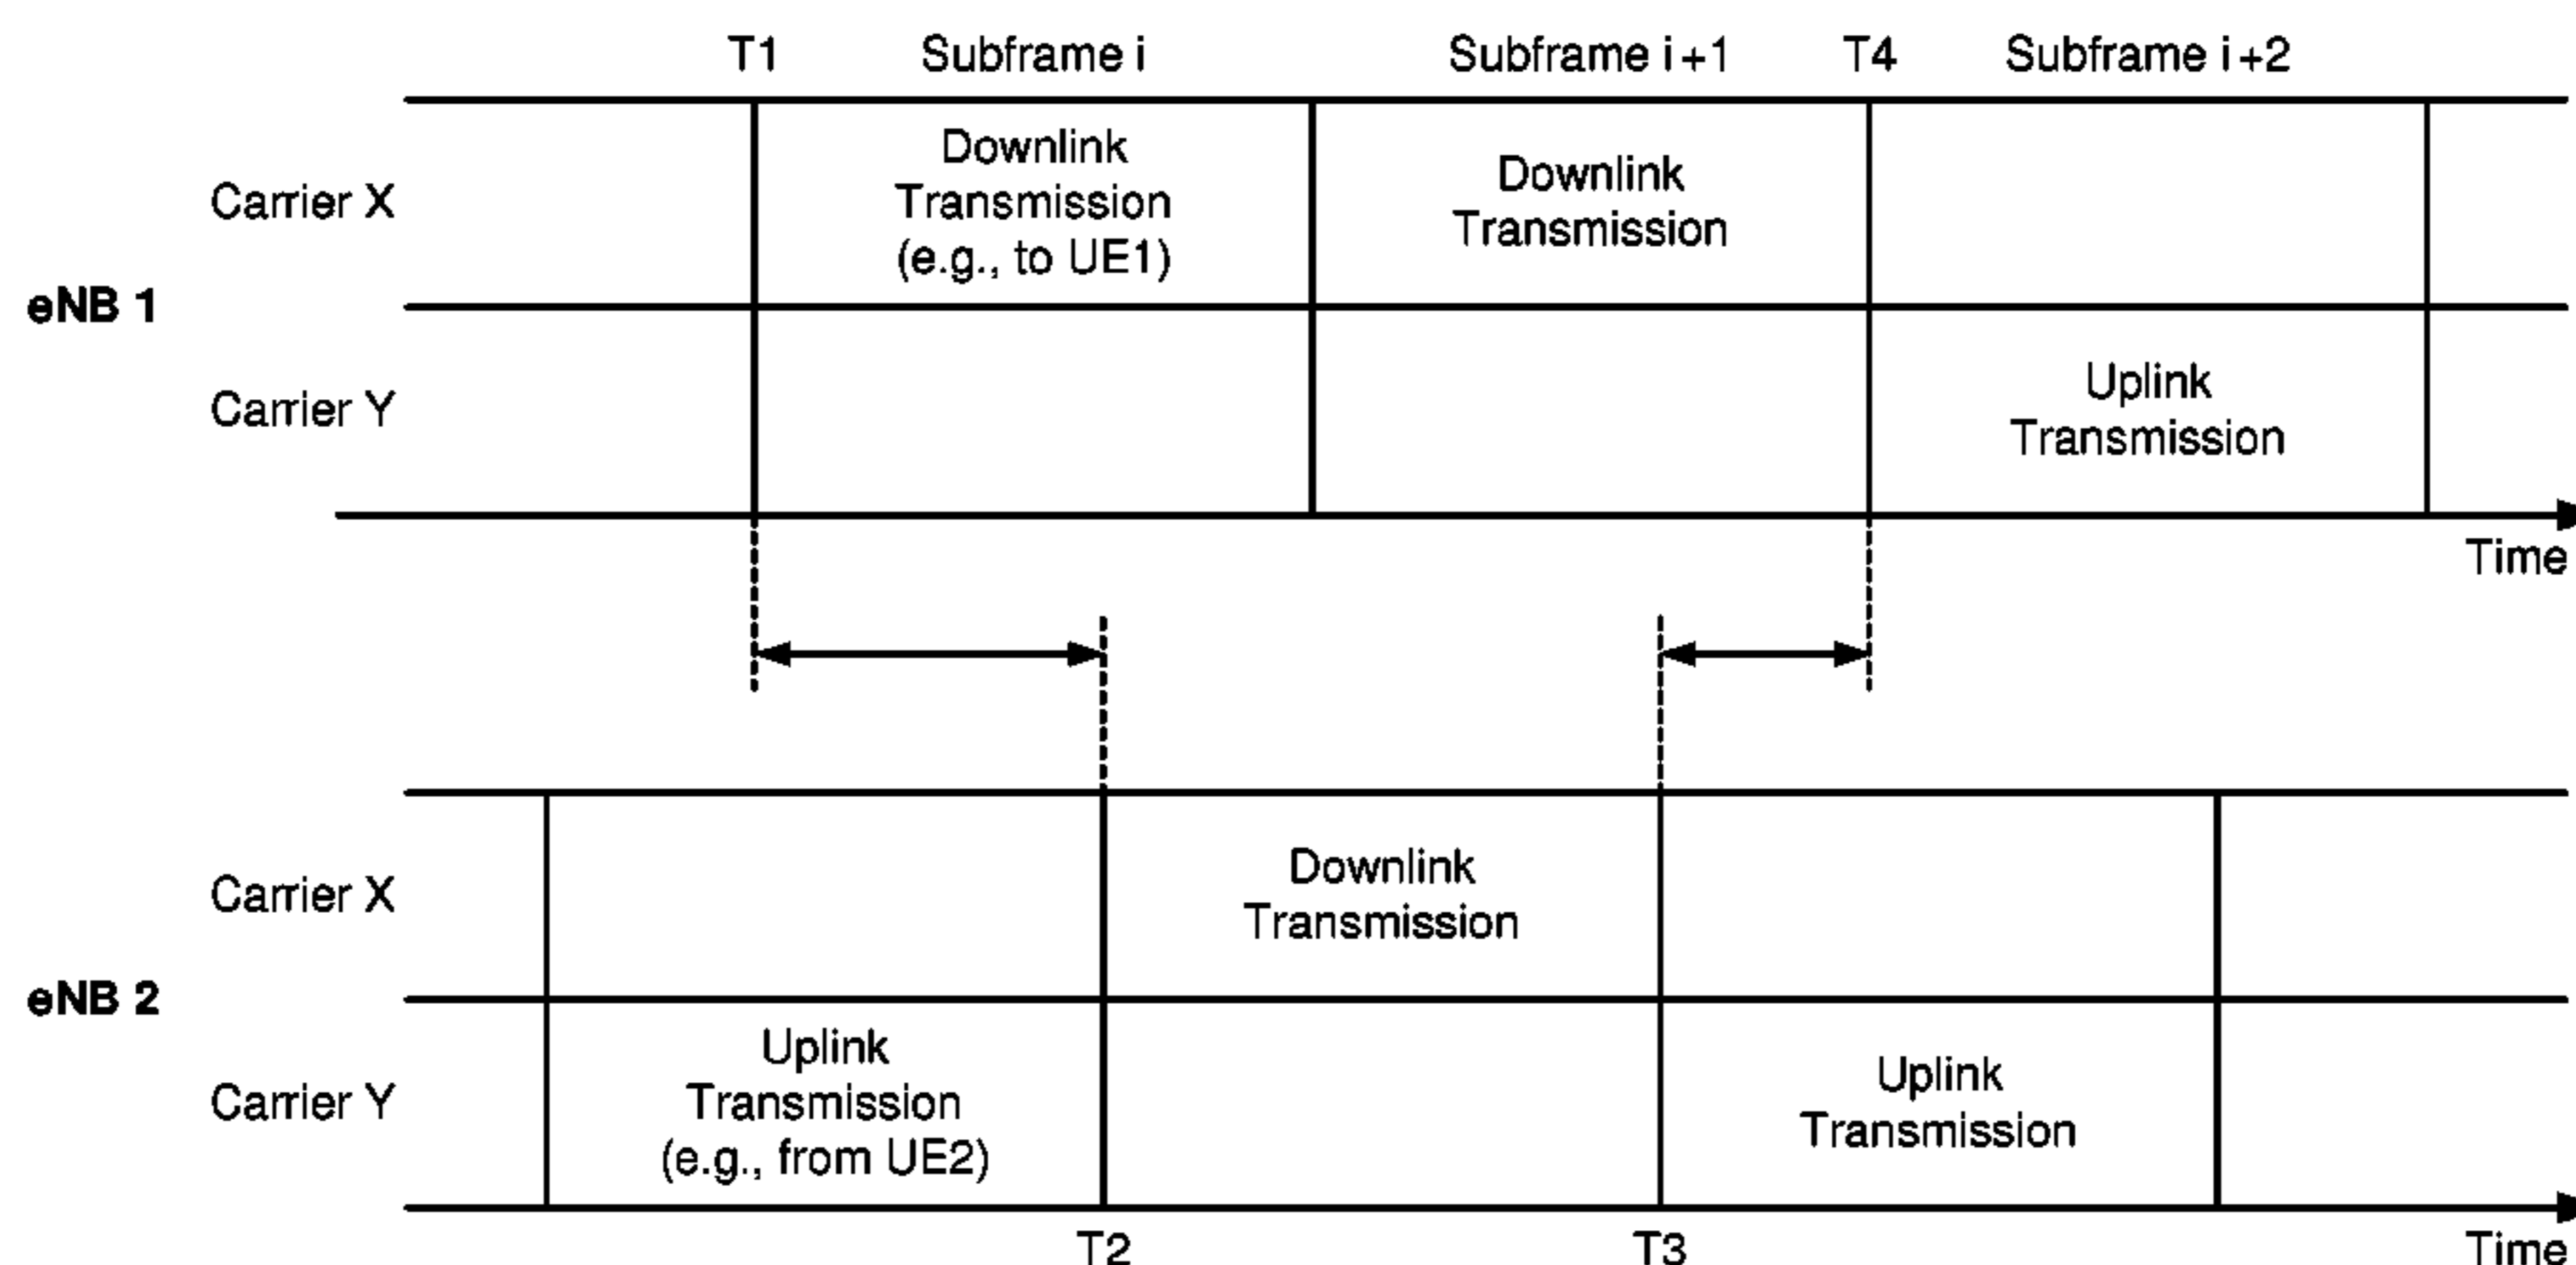 T1 Subframe i Subframe i+1 T4 Subframe i+2
Carrier X
Downlink
Transmission
(e.g., to UE1)
Downlink
Transmission
eNB 1
Carrier Y
Uplink
Transmission
Time
Carrier X
Downlink
Transmission
eNB 2
Carrier Y
Uplink
Transmission
(e.g., from UE2)
Uplink
Transmission
T2 T3 Time